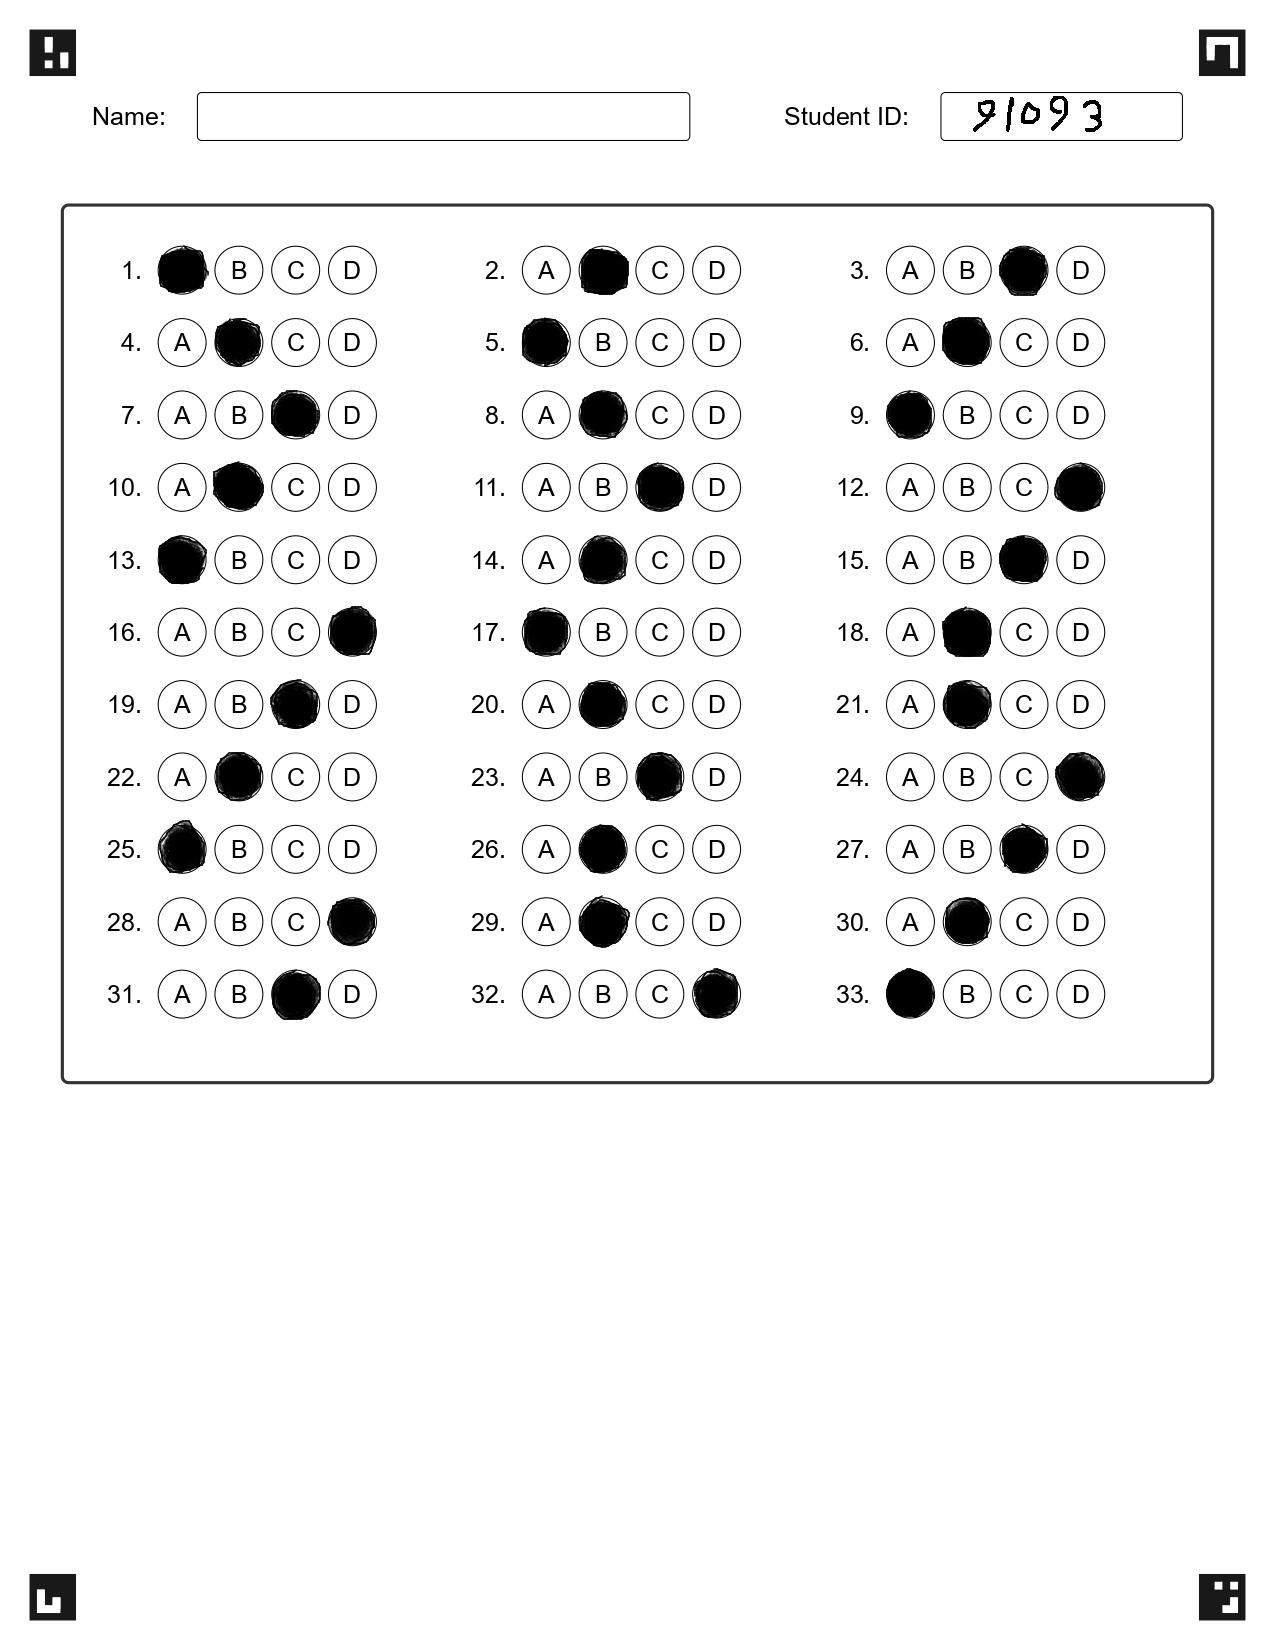 Name: Student ID: 91093
1. B C D 2. A C D 3. A B D
4. A C D 5. B C D 6. A C D
7. A B D 8. A C D 9. B C D
10. A C D 11. A B D 12. A B C
13. B C D 14. A C D 15. A B D
16. A B C 17. B C D 18. A C D
19. A B D 20. A C D 21. A C D
22. A C D 23. A B D 24. A B C
25. B C D 26. A C D 27. A B D
28. A B C 29. A C D 30. A C D
31. A B D 32. A B C 33. B C D